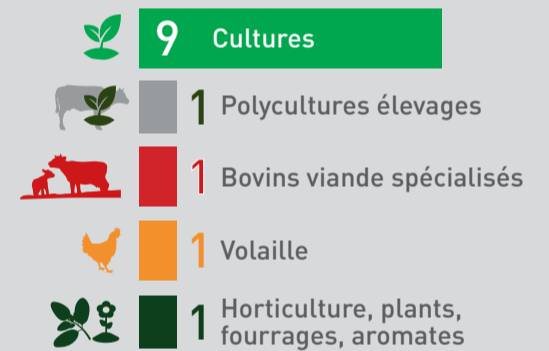 9 Cultures
1 Polycultures élevages
1 Bovins viande spécialisés
1 Volaille
1 Horticulture, plants,
fourrages, aromates